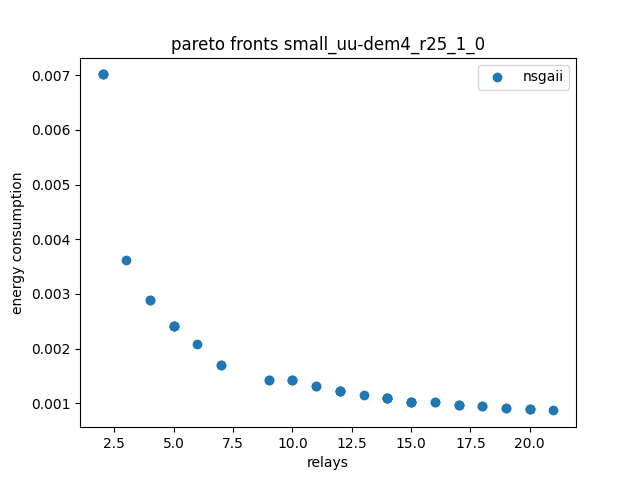 pareto fronts small_uu-dem4_r25_1_0
nsgaii
energy consumption
0.007
0.006
0.005
0.004
0.003
0.002
0.001
2.5 5.0 7.5 10.0 12.5 15.0 17.5 20.0
relays